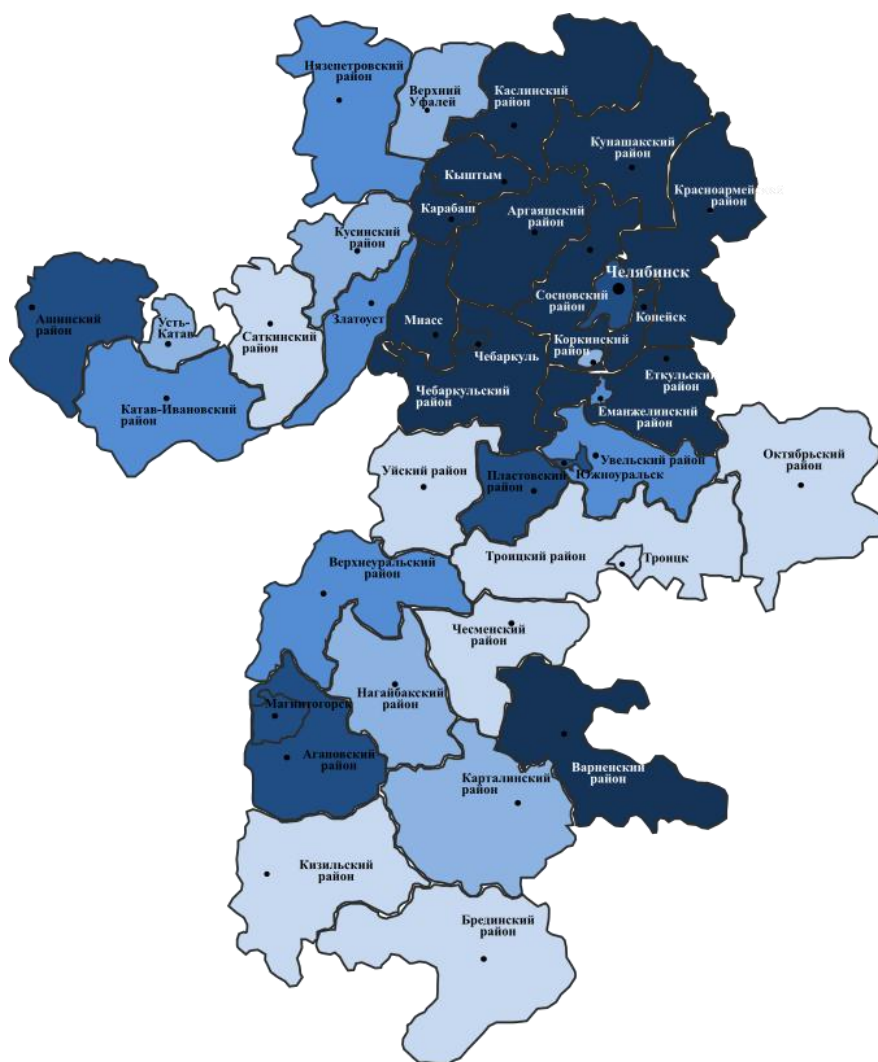 Нязепетровский
район
Верхний
Уфалей
Каслинский
район
Кунашакский
район
Кыштым
Красноармейский
район
Карабаш
Аргаяшский
район
Кусинский
район
Челябинск
Ашинский
район
Усть-
Катав
Саткинский
район
Златоуст
Миасс
Сосновский
район
Копейск
Чебаркуль
Коркинский
район
Катав-Ивановский
район
Чебаркульский
район
Еткульский
район
Еманжелинский
район
Уйский район
Пластовский
район
Увельский район
Южноуральск
Октябрьский
район
Троицкий район
Троицк
Верхнеуральский
район
Чесменский
район
Нагайбакский
район
Магнитогорск
Агаповский
район
Карталинский
район
Варненский
район
Кизильский
район
Брединский
район